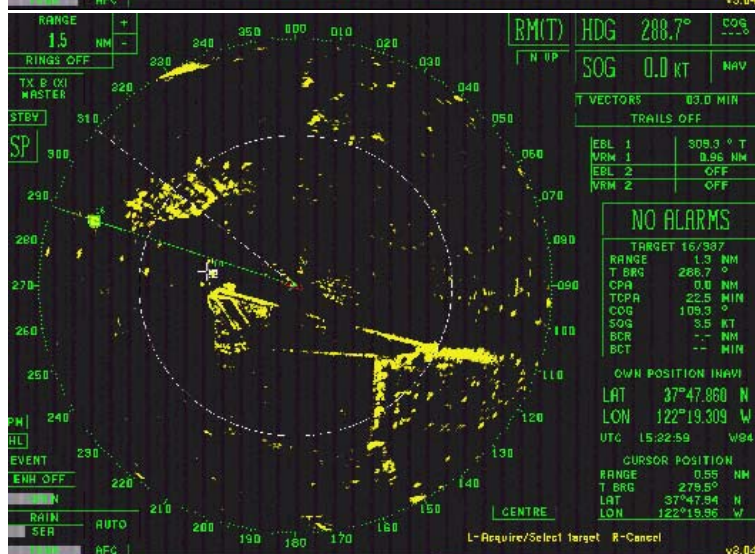 AFC
RANGE
1.5 NM
+
-
RINGS OFF
TX B (X)
MASTER
STBY
SP
RM(T)
N UP
HDG 288.7°
COG
---°
SOG 0.0 KT
NAV
T VECTORS 03.0 MIN
TRAILS OFF
EBL 1 309.3 ° T
VRM 1 0.96 NM
EBL 2 OFF
VRM 2 OFF
NO ALARMS
TARGET 16/987
RANGE 1.3 NM
T BRG 288.7 °
CPA 0.0 NM
TCPA 22.5 MIN
COG 109.3 °
SOG 3.5 KT
BCR -.- NM
BCT -- MIN
OWN POSITION (NAV)
LAT 37°47.860 N
LON 122°19.309 W
UTC 15:22:59 W84
CURSOR POSITION
RANGE 0.55 NM
T BRG 279.5°
LAT 37°47.94 N
LON 122°19.96 W
000
010
020
030
050
060
070
080
090
100
110
120
130
150
160
170
180
190
200
210
220
230
240
250
260
270
280
290
300
310
330
340
HL
EVENT
ENH OFF
RAIN
SEA
AUTO
CENTRE
L-Acquire/Select target R-Cancel
AFC